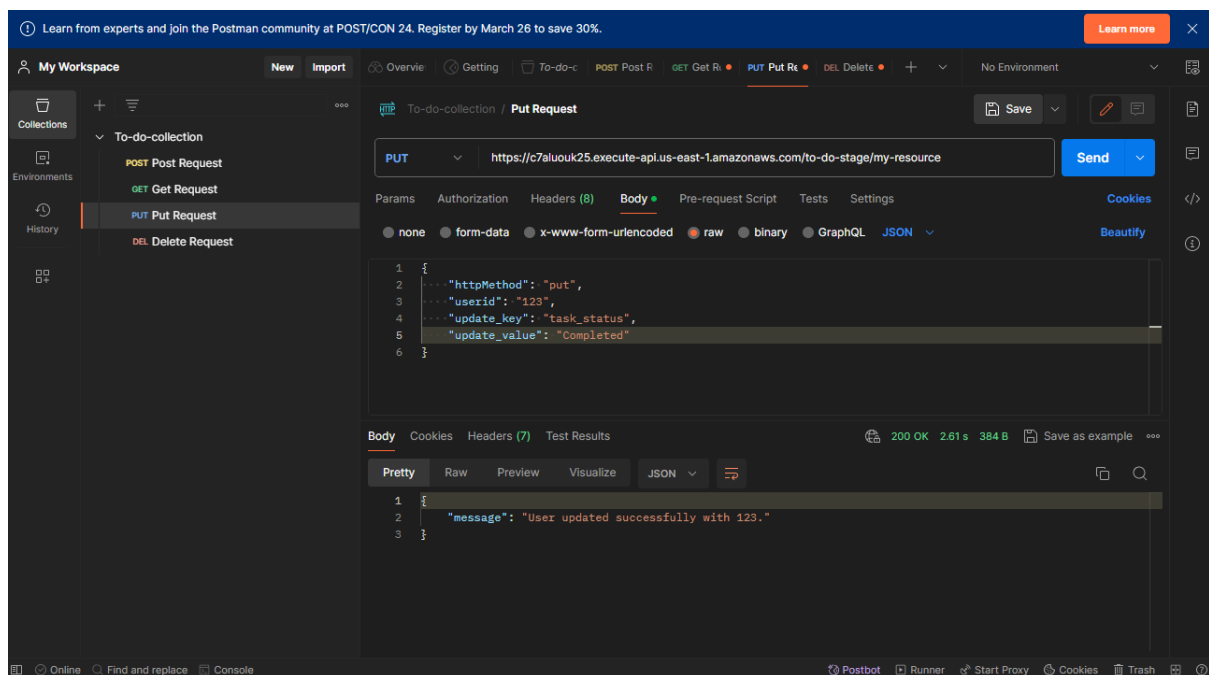 Learn from experts and join the Postman community at POST/CON 24. Register by March 26 to save 30%.
Learn more
My Workspace
New
Import
Overvie
Getting
To-do-c
POST Post R
GET Get R
PUT Put Re
DEL Delete
No Environment
Collections
Environments
History
To-do-collection
POST Post Request
GET Get Request
PUT Put Request
DEL Delete Request
HTTP
To-do-collection / Put Request
Save
PUT
https://c7aluouk25.execute-api.us-east-1.amazonaws.com/to-do-stage/my-resource
Send
Params Authorization Headers (8) Body Pre-request Script Tests Settings
Cookies
none form-data x-www-form-urlencoded raw binary GraphQL JSON
Beautify
1 {
2 "httpMethod": "put",
3 "userid": "123",
4 "update_key": "task_status",
5 "update_value": "Completed"
6 }
Body Cookies Headers (7) Test Results
200 OK 2.61 s 384 B
Save as example
Pretty Raw Preview Visualize JSON
1 {
2 "message": "User updated successfully with 123."
3 }
Online
Find and replace
Console
Postbot
Runner
Start Proxy
Cookies
Trash